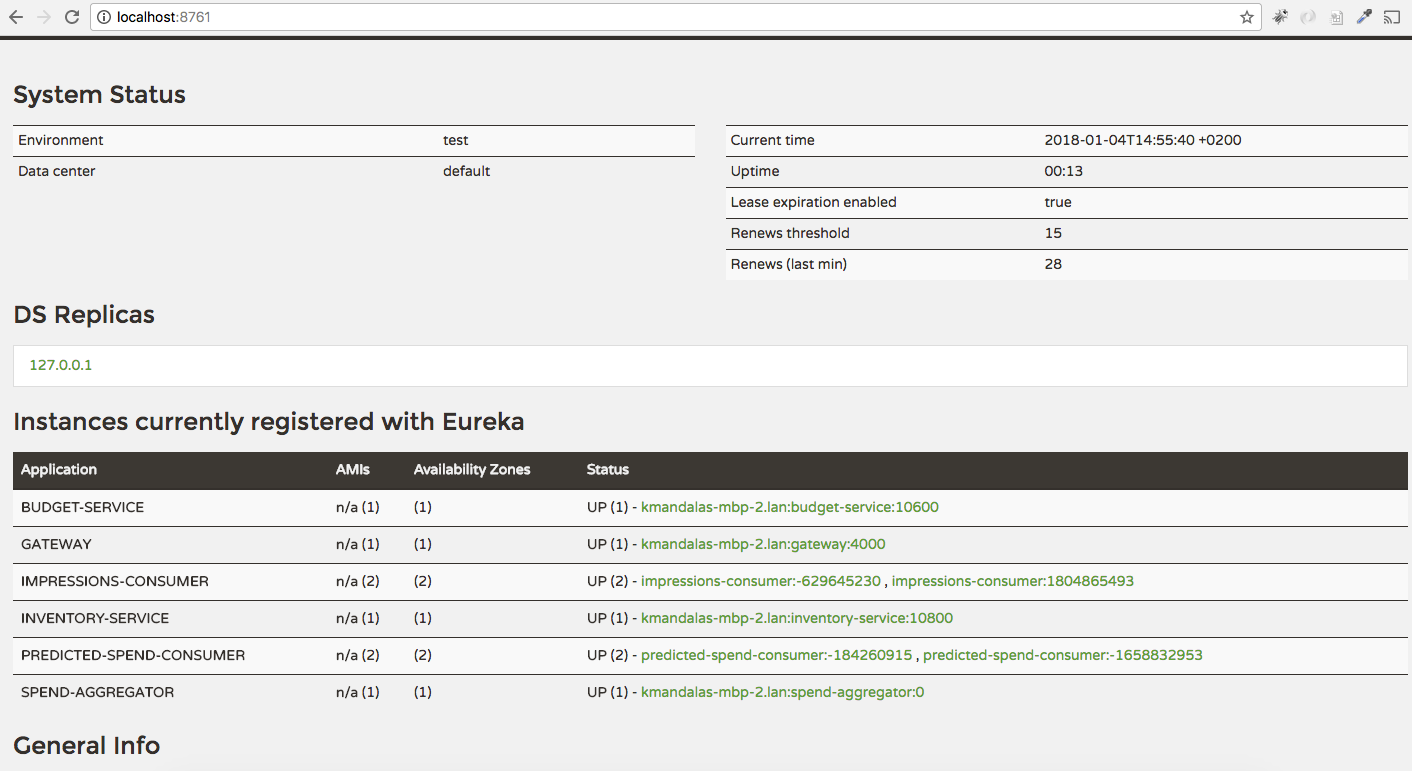 localhost:8761
System Status
Environment test
Data center default
Current time 2018-01-04T14:55:40 +0200
Uptime 00:13
Lease expiration enabled true
Renews threshold 15
Renews (last min) 28
DS Replicas
127.0.0.1
Instances currently registered with Eureka
Application AMIs Availability Zones Status
BUDGET-SERVICE n/a (1) (1) UP (1) - kmandalas-mbp-2.lan:budget-service:10600
GATEWAY n/a (1) (1) UP (1) - kmandalas-mbp-2.lan:gateway:4000
IMPRESSIONS-CONSUMER n/a (2) (2) UP (2) - impressions-consumer:-629645230 , impressions-consumer:1804865493
INVENTORY-SERVICE n/a (1) (1) UP (1) - kmandalas-mbp-2.lan:inventory-service:10800
PREDICTED-SPEND-CONSUMER n/a (2) (2) UP (2) - predicted-spend-consumer:-184260915 , predicted-spend-consumer:-1658832953
SPEND-AGGREGATOR n/a (1) (1) UP (1) - kmandalas-mbp-2.lan:spend-aggregator:0
General Info